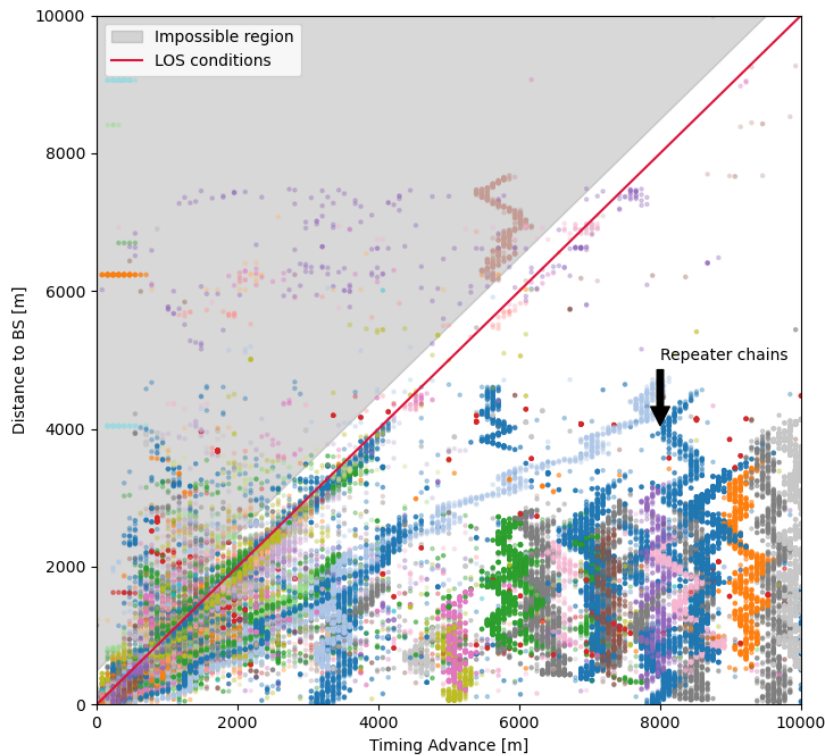 10000
8000
6000
4000
2000
0
Distance to BS [m]
Impossible region
LOS conditions
Repeater chains
0
2000
4000
6000
8000
10000
Timing Advance [m]